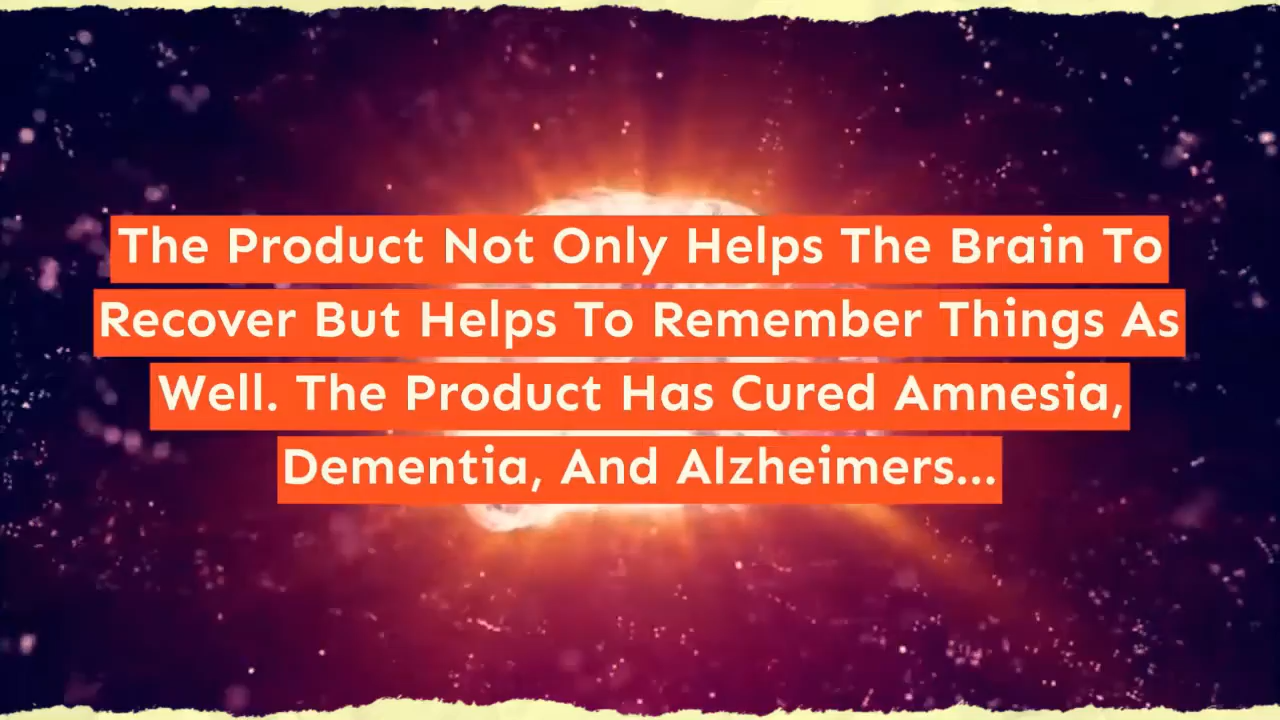 The Product Not Only Helps The Brain To
Recover But Helps To Remember Things As
Well. The Product Has Cured Amnesia,
Dementia, And Alzheimers...